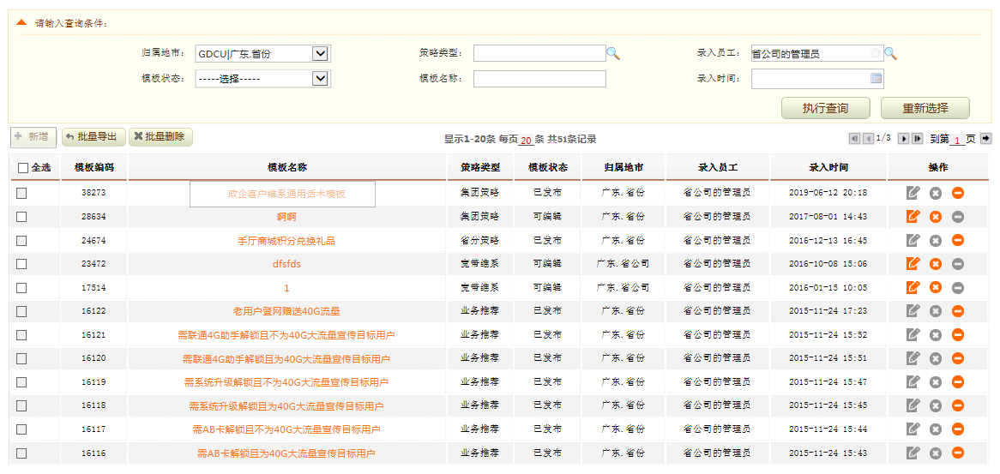 请输入查询条件：
归属地市： GDCU|广东.省份 策略类型： 录入员工： 省公司的管理员
模板状态： -----选择----- 模板名称： 录入时间：
执行查询 重新选择
新增 批量导出 批量删除 显示1-20条 每页 20 条 共51条记录 1/3 到第 1 页
全选 模板编码 模板名称 策略类型 模板状态 归属地市 录入员工 录入时间 操作
38273 政企客户维系通用话术模板 集团策略 已发布 广东.省份 省公司的管理员 2019-06-12 20:18
28634 啊啊 集团策略 可编辑 广东.省份 省公司的管理员 2017-08-01 14:43
24674 手厅商城积分兑换礼品 省分策略 已发布 广东.省份 省公司的管理员 2016-12-13 16:45
23472 dfsfds 宽带维系 可编辑 广东.省公司 省公司的管理员 2016-10-08 15:06
17514 1 宽带维系 可编辑 广东.省公司 省公司的管理员 2016-01-15 10:05
16122 老用户登网赠送40G流量 业务推荐 已发布 广东.省份 省公司的管理员 2015-11-24 17:23
16121 需联通4G助手解锁且不为40G大流量宣传目标用户 业务推荐 已发布 广东.省份 省公司的管理员 2015-11-24 15:52
16120 需联通4G助手解锁且为40G大流量宣传目标用户 业务推荐 已发布 广东.省份 省公司的管理员 2015-11-24 15:51
16119 需系统升级解锁且不为40G大流量宣传目标用户 业务推荐 已发布 广东.省份 省公司的管理员 2015-11-24 15:47
16118 需系统升级解锁且为40G大流量宣传目标用户 业务推荐 已发布 广东.省份 省公司的管理员 2015-11-24 15:45
16117 需AB卡解锁且不为40G大流量宣传目标用户 业务推荐 已发布 广东.省份 省公司的管理员 2015-11-24 15:44
16116 需AB卡解锁且为40G大流量宣传目标用户 业务推荐 已发布 广东.省份 省公司的管理员 2015-11-24 15:43